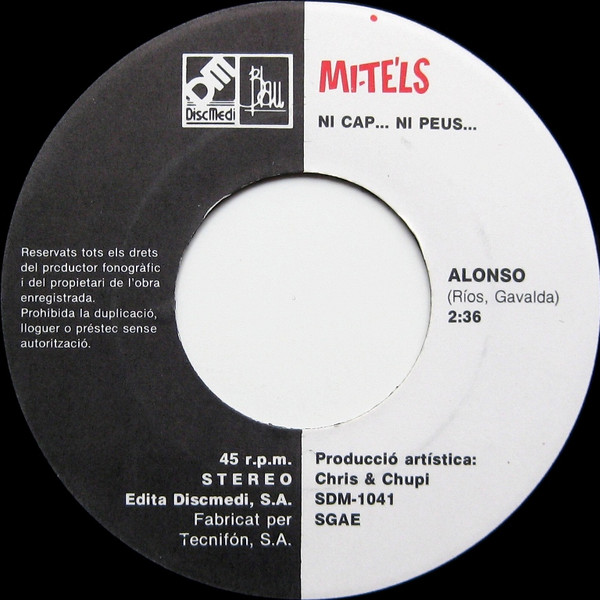 DM
DiscMedi
Blau
MI-TE'LS
NI CAP... NI PEUS...
Reservats tots els drets
del prcductor fonogràfic
i del propietari de l'obra
enregistrada.
Prohibida la duplicació,
lloguer o préstec sense
autorització.
ALONSO
(Ríos, Gavalda)
2:36
45 r.p.m.
STEREO
Edita Discmedi, S.A.
Fabricat per
Tecnifón, S.A.
Producció artística:
Chris & Chupi
SDM-1041
SGAE